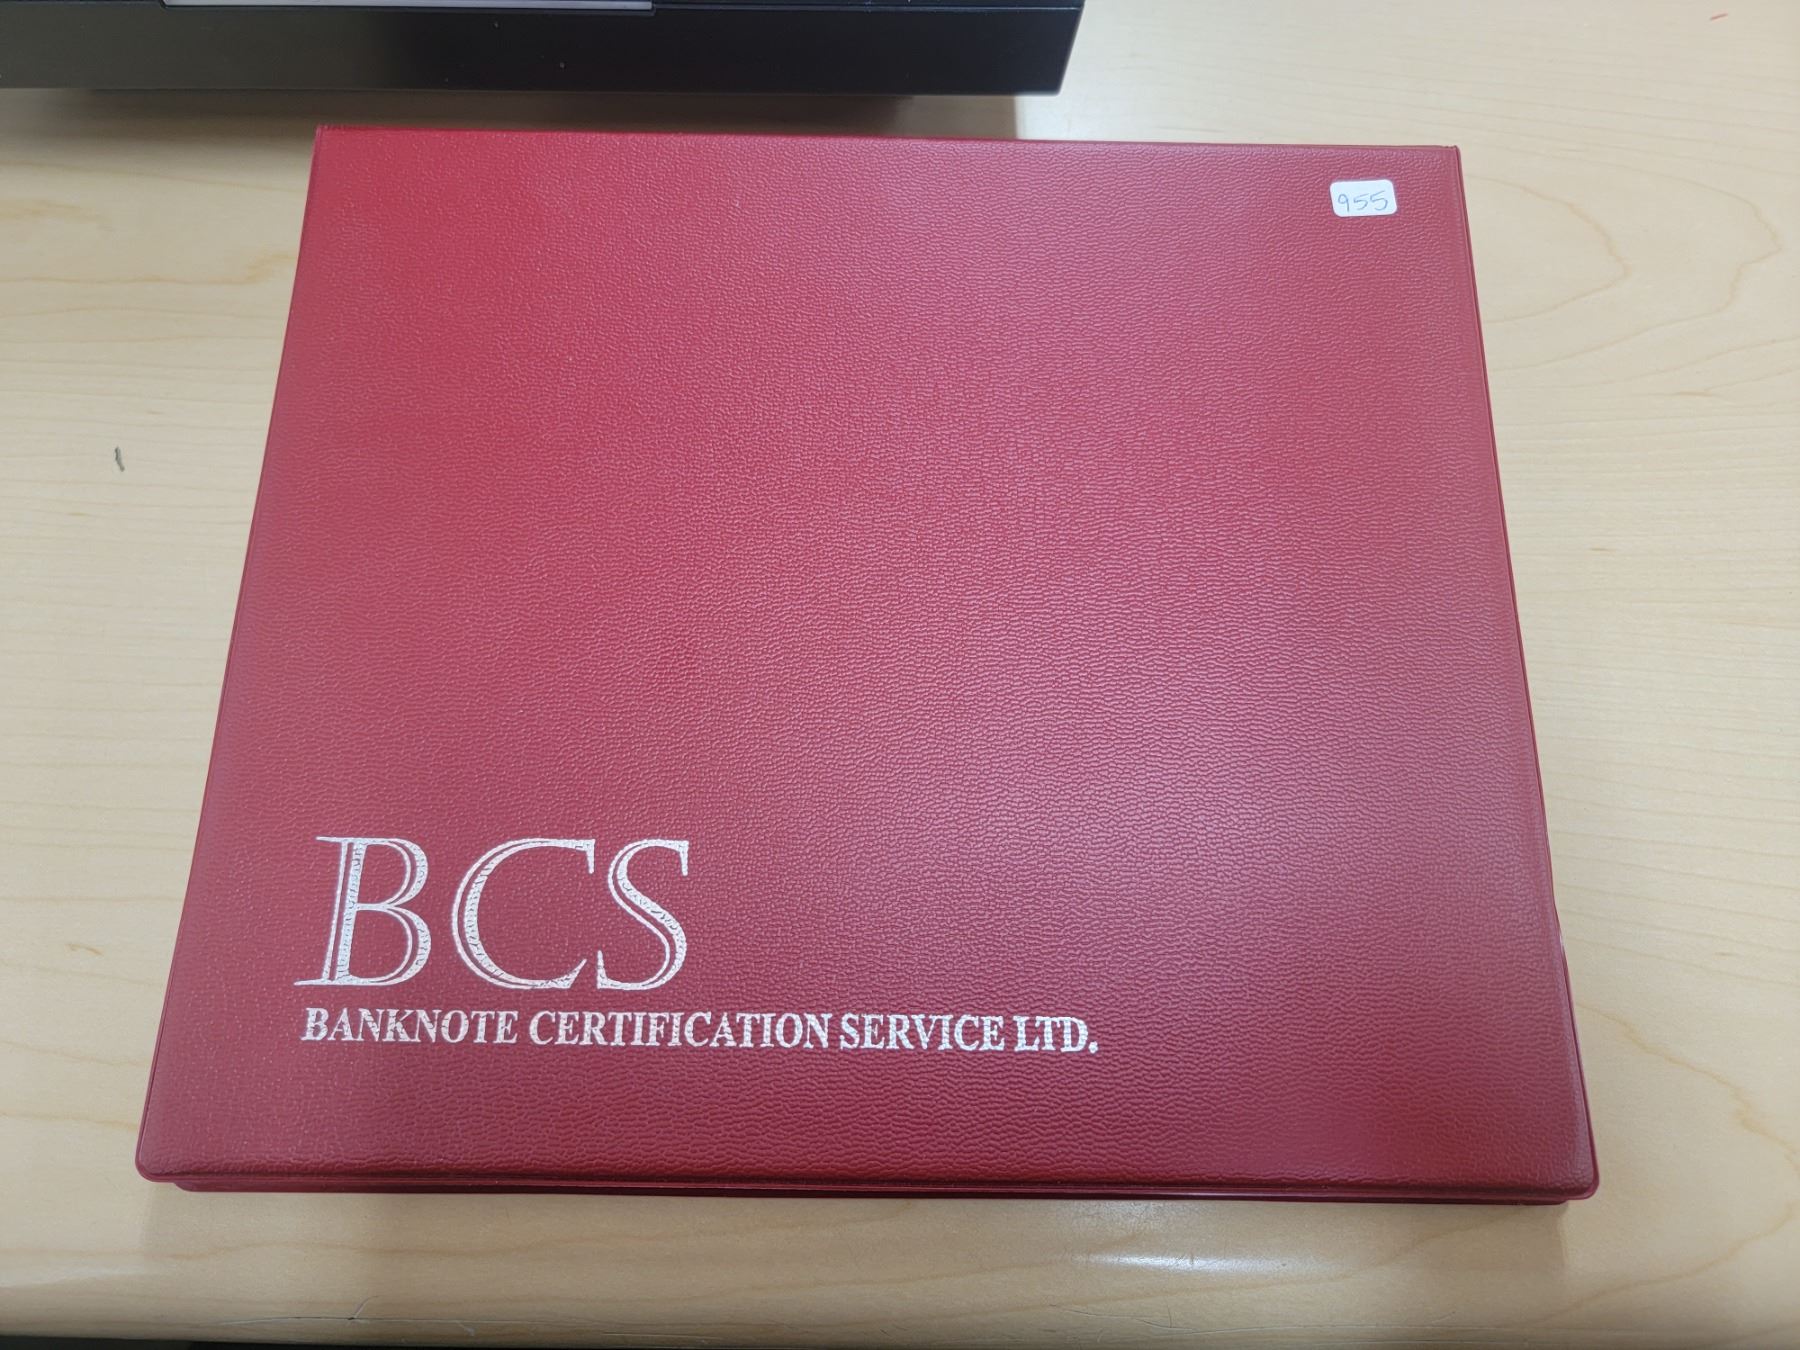 955
BCS
BANKNOTE CERTIFICATION SERVICE LTD.